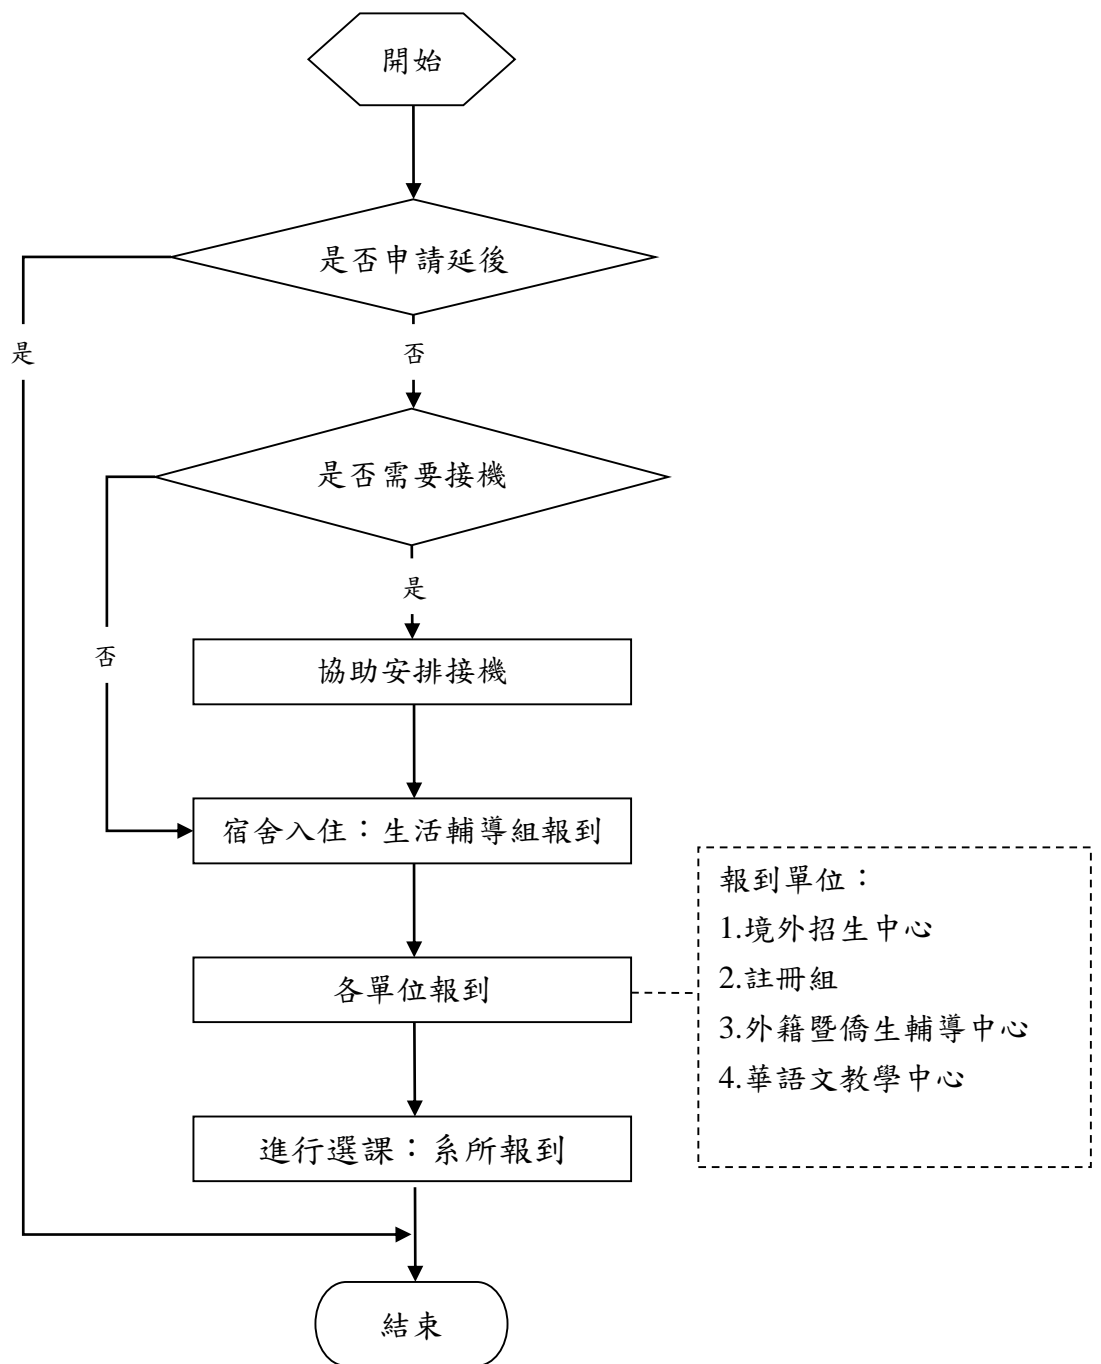 開始
是否申請延後
是
否
是否需要接機
是
否
協助安排接機
宿舍入住：生活輔導組報到
報到單位：
1.境外招生中心
2.註冊組
3.外籍暨僑生輔導中心
4.華語文教學中心
各單位報到
進行選課：系所報到
結束